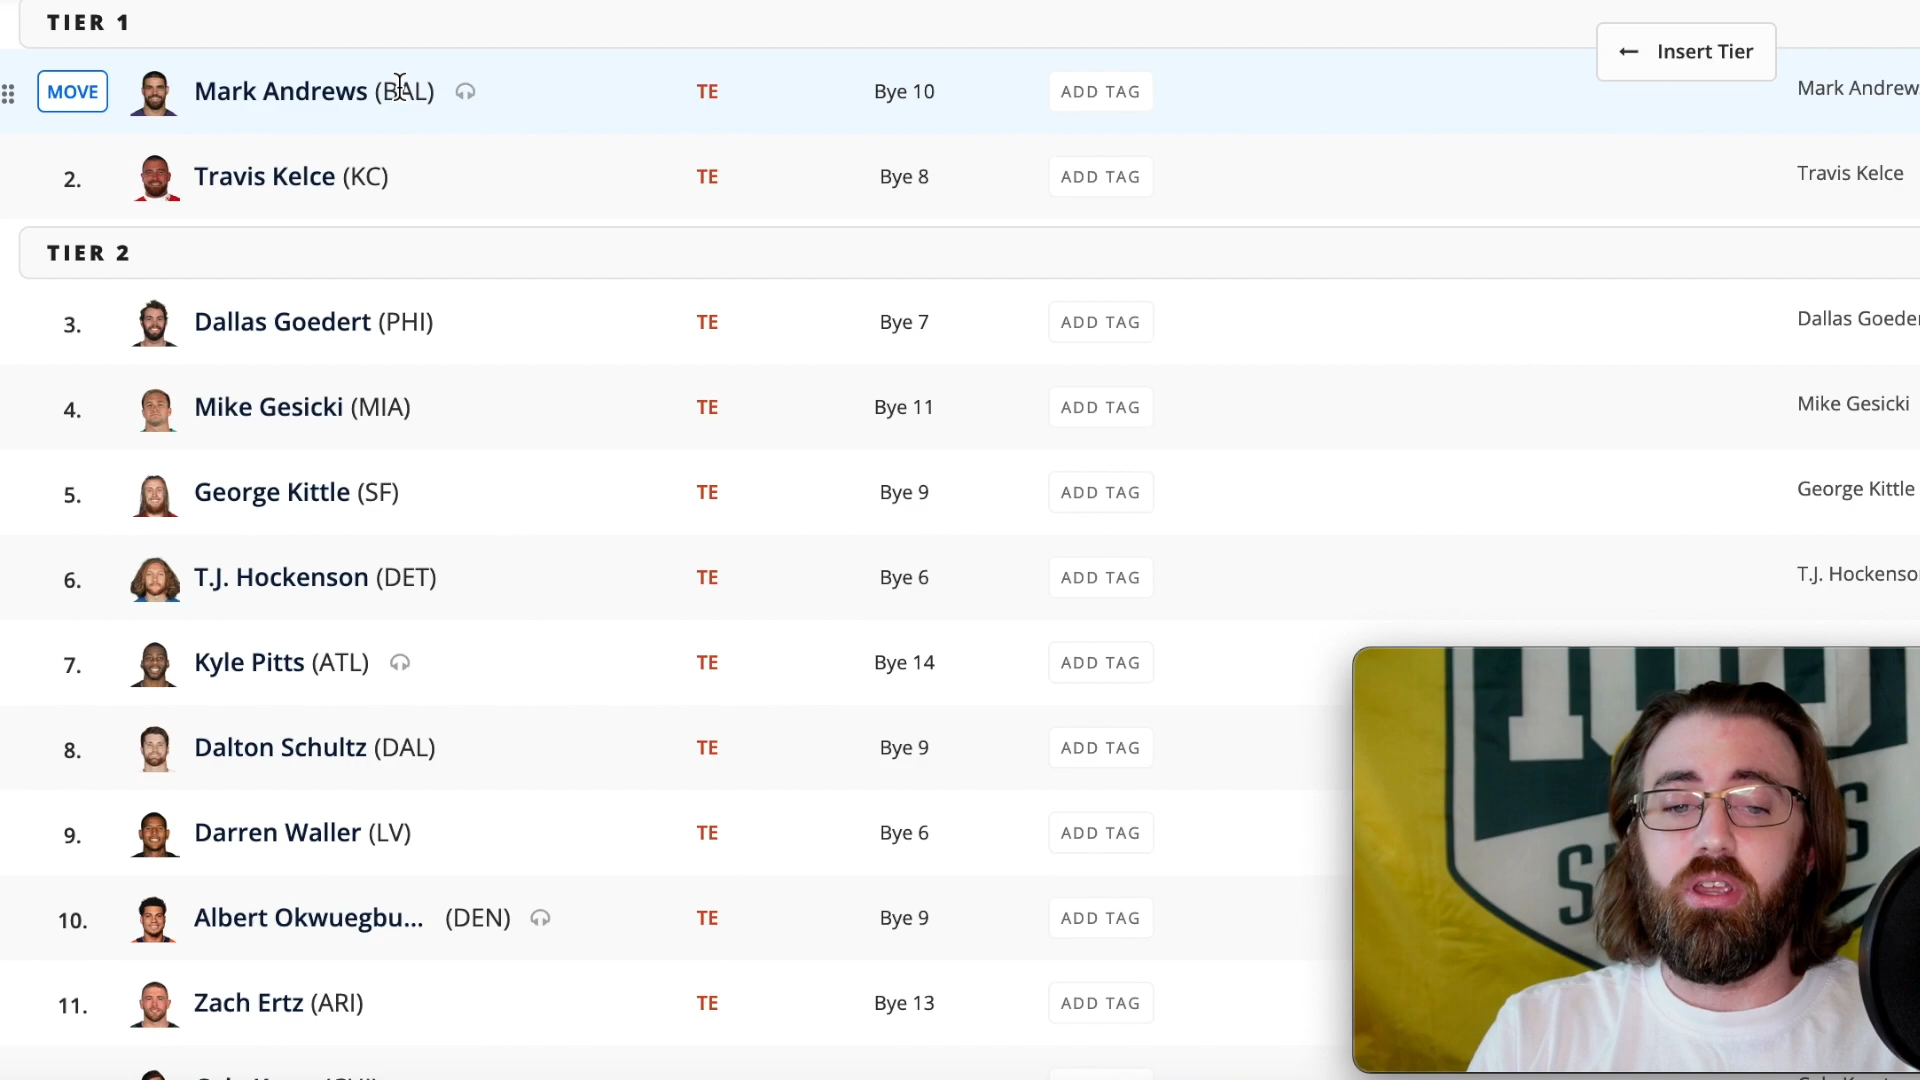 TIER 1
← Insert Tier
MOVE Mark Andrews (BAL) TE Bye 10 ADD TAG Mark Andrews
2. Travis Kelce (KC) TE Bye 8 ADD TAG Travis Kelce
TIER 2
3. Dallas Goedert (PHI) TE Bye 7 ADD TAG Dallas Goeder
4. Mike Gesicki (MIA) TE Bye 11 ADD TAG Mike Gesicki
5. George Kittle (SF) TE Bye 9 ADD TAG George Kittle
6. T.J. Hockenson (DET) TE Bye 6 ADD TAG T.J. Hockenso
7. Kyle Pitts (ATL) TE Bye 14 ADD TAG
8. Dalton Schultz (DAL) TE Bye 9 ADD TAG
9. Darren Waller (LV) TE Bye 6 ADD TAG
10. Albert Okwuegbu... (DEN) TE Bye 9 ADD TAG
11. Zach Ertz (ARI) TE Bye 13 ADD TAG